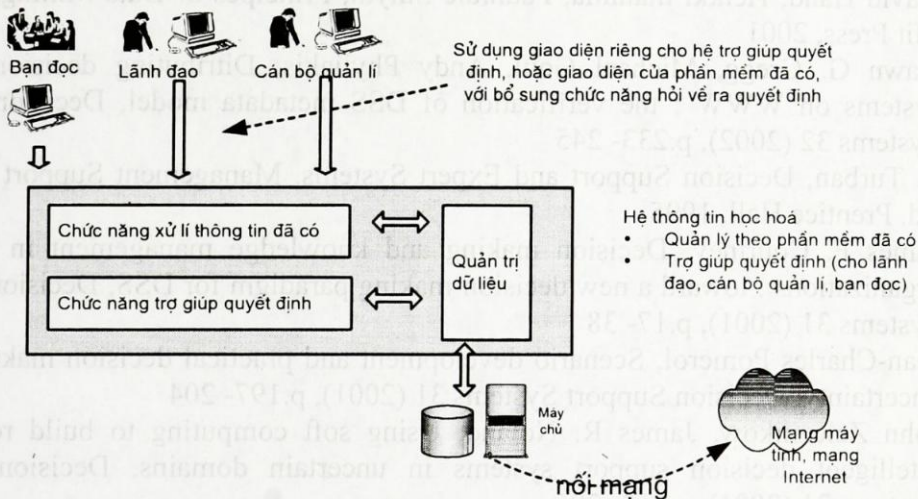 Bạn đọc
Lãnh đạo
Cán bộ quản lí
Sử dụng giao diện riêng cho hệ trợ giúp quyết
định, hoặc giao diện của phần mềm đã có,
với bổ sung chức năng hỏi về ra quyết định
Chức năng xử lí thông tin đã có
Chức năng trợ giúp quyết định
Quản trị
dữ liệu
Hệ thông tin học hoá
• Quản lý theo phần mềm đã có
• Trợ giúp quyết định (cho lãnh
đạo, cán bộ quản lí, bạn đọc)
Máy
chủ
nối mạng
Mạng máy
tính, mạng
Internet